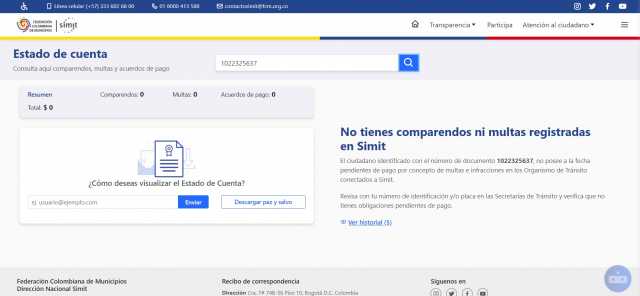 Línea celular (+57) 333 602 66 00
01 8000 413 588
contactosimit@fcm.org.co
FEDERACIÓN COLOMBIANA DE MUNICIPIOS
simit
Transparencia
Participa
Atención al ciudadano
Estado de cuenta
Consulta aquí comparendos, multas y acuerdos de pago
1022325637
Resumen
Comparendos: 0
Multas: 0
Acuerdos de pago: 0
Total: $ 0
¿Cómo deseas visualizar el Estado de Cuenta?
Ej: usuario@ejemplo.com
Enviar
Descargar paz y salvo
No tienes comparendos ni multas registradas
en Simit
El ciudadano identificado con el número de documento 1022325637, no posee a la fecha
pendientes de pago por concepto de multas e infracciones en los Organismo de Tránsito
conectados a Simit.
Revisa con tu número de identificación y/o placa en las Secretarías de Tránsito y verifica que no
tienes obligaciones pendientes de pago.
Ver historial (5)
Federación Colombiana de Municipios
Dirección Nacional Simit
Recibo de correspondencia
Dirección Cra. 7# 74B-56 Piso 10, Bogotá D.C. Colombia
Síguenos en